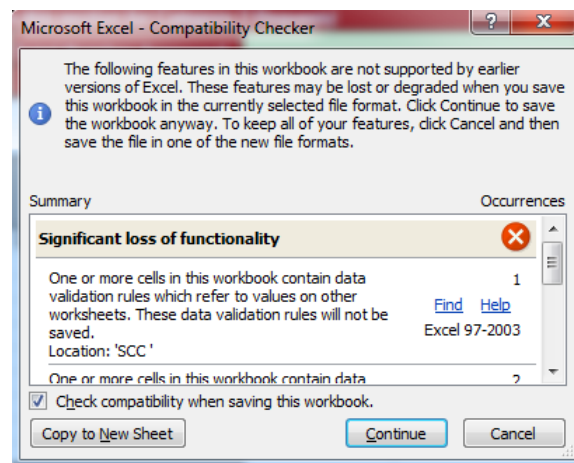 Microsoft Excel - Compatibility Checker
?
X
The following features in this workbook are not supported by earlier
versions of Excel. These features may be lost or degraded when you save
this workbook in the currently selected file format. Click Continue to save
the workbook anyway. To keep all of your features, click Cancel and then
save the file in one of the new file formats.
Summary Occurrences
Significant loss of functionality
One or more cells in this workbook contain data 1
validation rules which refer to values on other Find Help
worksheets. These data validation rules will not be
saved. Excel 97-2003
Location: 'SCC '
One or more cells in this workbook contain data 2
Check compatibility when saving this workbook.
Copy to New Sheet Continue Cancel